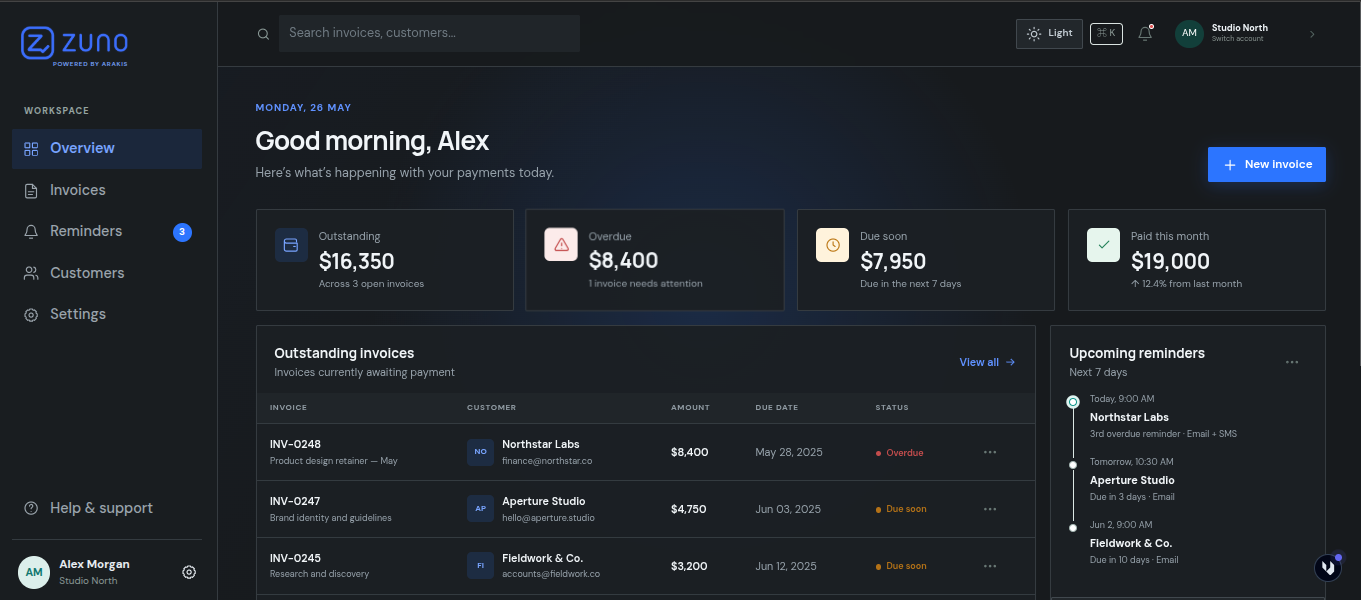 ZUNO
POWERED BY ARAKIS
WORKSPACE
Overview
Invoices
Reminders
3
Customers
Settings
Help & support
AM
Alex Morgan
Studio North
Search invoices, customers...
Light
⌘ K
AM
Studio North
Switch account
MONDAY, 26 MAY
Good morning, Alex
Here's what's happening with your payments today.
New invoice
Outstanding
$16,350
Across 3 open invoices
Overdue
$8,400
1 invoice needs attention
Due soon
$7,950
Due in the next 7 days
Paid this month
$19,000
↑ 12.4% from last month
Outstanding invoices
Invoices currently awaiting payment
View all →
INVOICE CUSTOMER AMOUNT DUE DATE STATUS
INV-0248
Product design retainer — May
NO
Northstar Labs
finance@northstar.co
$8,400
May 28, 2025
Overdue
INV-0247
Brand identity and guidelines
AP
Aperture Studio
hello@aperture.studio
$4,750
Jun 03, 2025
Due soon
INV-0245
Research and discovery
FI
Fieldwork & Co.
accounts@fieldwork.co
$3,200
Jun 12, 2025
Due soon
Upcoming reminders
Next 7 days
Today, 9:00 AM
Northstar Labs
3rd overdue reminder · Email + SMS
Tomorrow, 10:30 AM
Aperture Studio
Due in 3 days · Email
Jun 2, 9:00 AM
Fieldwork & Co.
Due in 10 days · Email